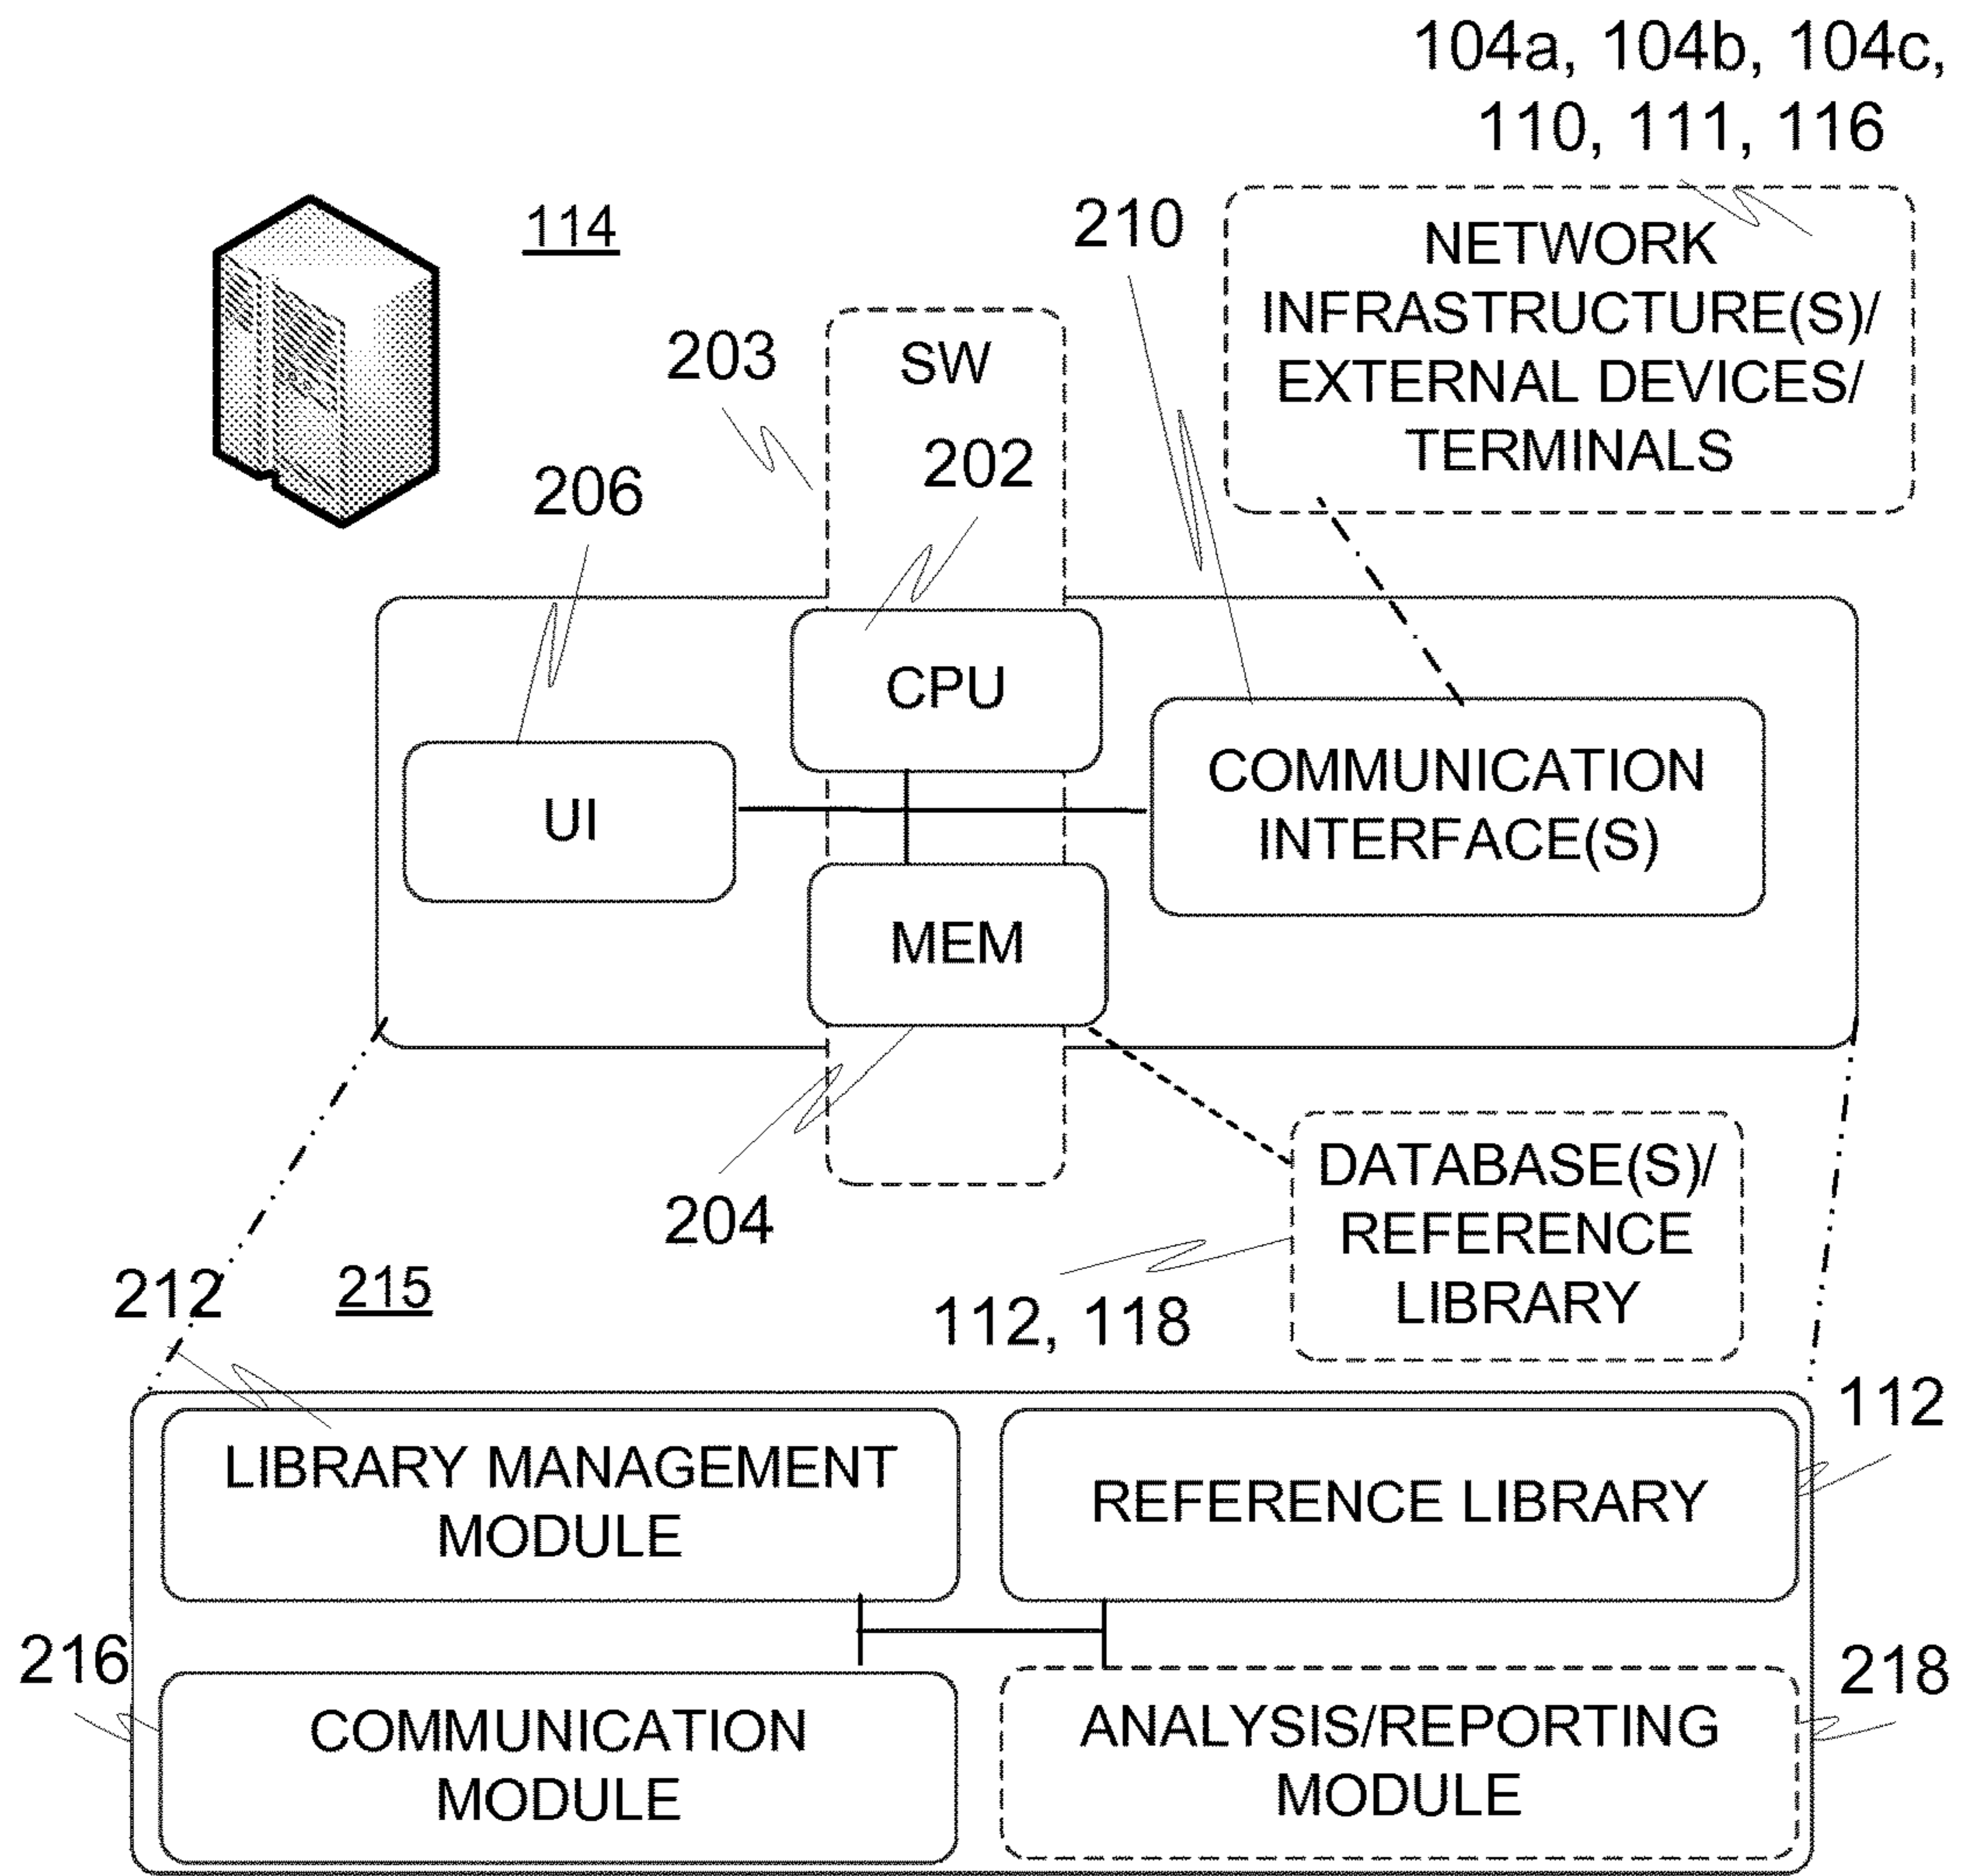 104a, 104b, 104c,
110, 111, 116
114
210
NETWORK
INFRASTRUCTURE(S)/
EXTERNAL DEVICES/
TERMINALS
203
SW
202
206
CPU
UI
COMMUNICATION
INTERFACE(S)
MEM
204
DATABASE(S)/
REFERENCE
LIBRARY
112, 118
212
215
112
LIBRARY MANAGEMENT
MODULE
REFERENCE LIBRARY
216
218
COMMUNICATION
MODULE
ANALYSIS/REPORTING
MODULE